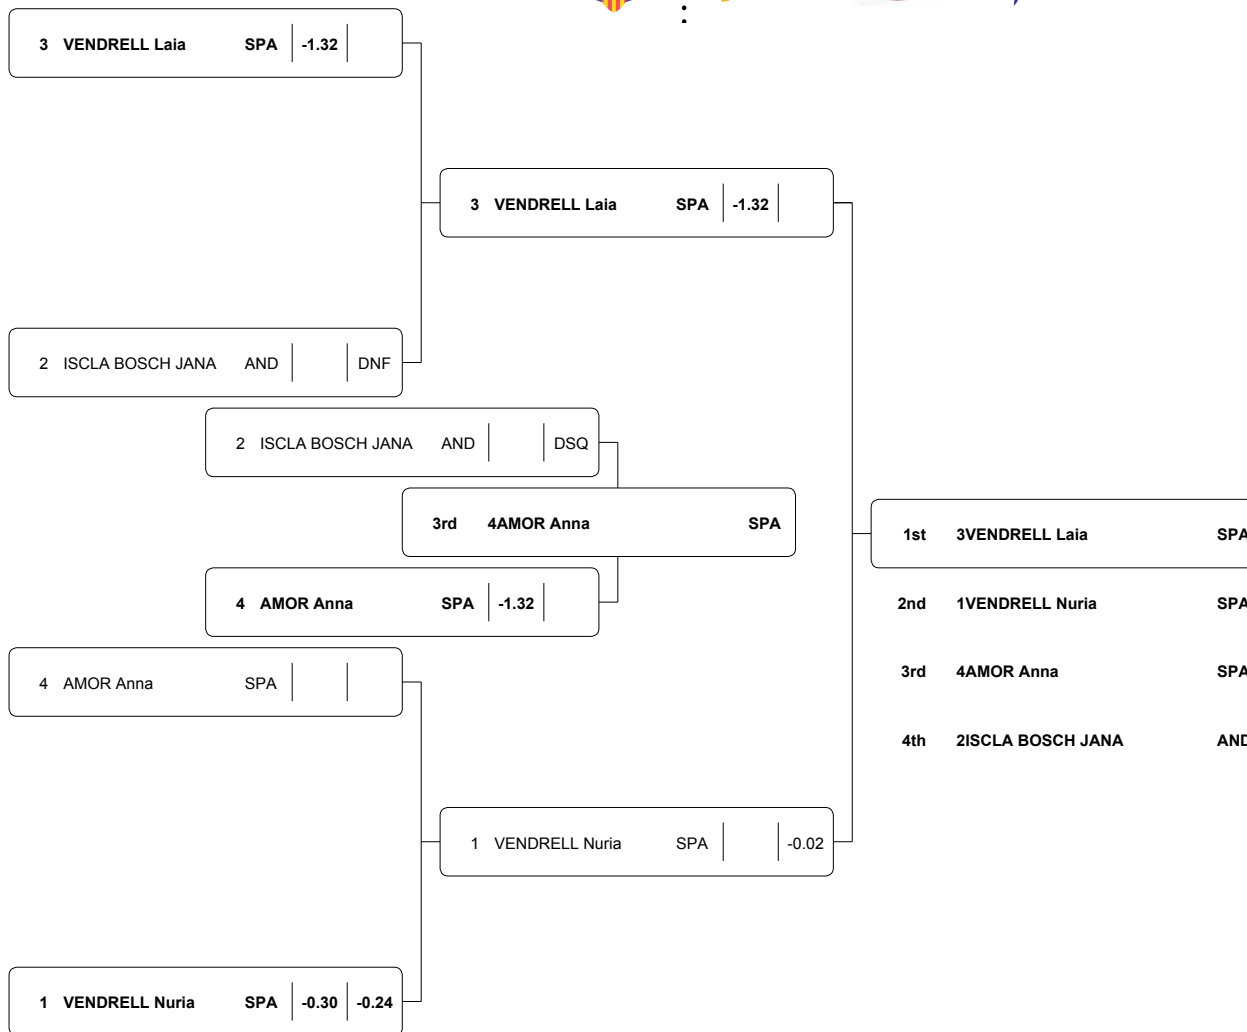 3 VENDRELL Laia SPA -1.32
3 VENDRELL Laia SPA -1.32
2 ISCLA BOSCH JANA AND DNF
2 ISCLA BOSCH JANA AND DSQ
3rd 4AMOR Anna SPA
1st 3VENDRELL Laia SPA
4 AMOR Anna SPA -1.32
2nd 1VENDRELL Nuria SPA
4 AMOR Anna SPA
3rd 4AMOR Anna SPA
4th 2ISCLA BOSCH JANA AND
1 VENDRELL Nuria SPA -0.02
1 VENDRELL Nuria SPA -0.30 -0.24